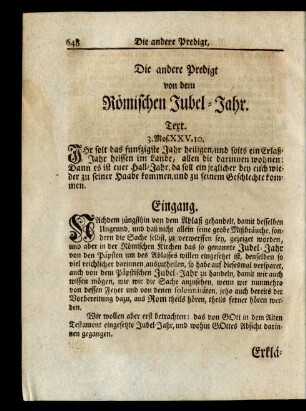 648 Die andere Predigt,
Die andere Predigt
von dem
Römischen Jubel-Jahr.
Text.
3. Mos. XXV. 10.
IHr solt das funfzigste Jahr heiligen, und solts ein Erlaß-
Jahr heissen im Lande, allen die darinnen wohnen:
Dann es ist euer Hall-Jahr, da soll ein jeglicher bey euch wie-
der zu seiner Haabe kommen, und zu seinem Geschlechte kom-
men.
Eingang.
NAchdem jüngsthin von dem Ablaß gehandelt, damit desselben
Ungrund, und daß nicht allein seine große Mißbräuche, son-
dern die Sache selbst, zu verwerffen sey, gezeiget worden,
und aber in der Römischen Kirchen das so genannte Jubel-Jahr
von den Päpsten um des Ablassens willen eingesetzet ist, denselben so
viel reichlicher darinnen auszutheilen, so habe auf diesesmal verspahret,
auch von dem Päpstischen Jubel-Jahr zu handeln, damit wir auch
wissen mögen, wie wir die Sache anzusehen, wenn wir nunmehr
von dessen Feyer und von denen solennitäten, jetzo auch bereits der
Vorbereitung dazu, aus Rom theils hören, theils ferner hören wer-
den.
Wir wollen aber erst betrachten: das von GOtt in dem Alten
Testament eingesetzte Jubel-Jahr, und wohin GOttes Absicht darin-
nen gegangen.
Erklä-